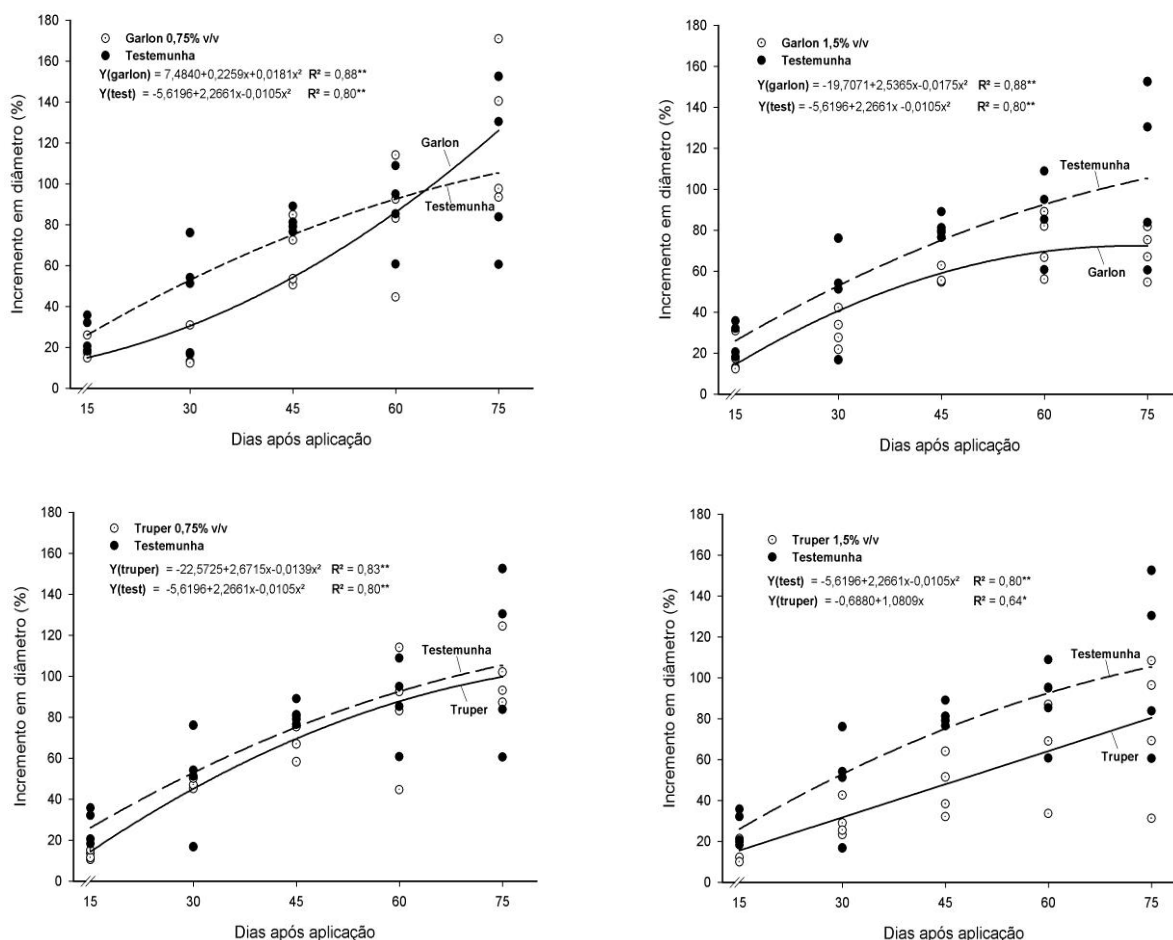 180
160
140
120
100
80
60
40
20
0
Incremento em diâmetro (%)
Garlon 0,75% v/v
Testemunha
Y(garlon) = 7,4840+0,2259x+0,0181x² R² = 0,88**
Y(test) = -5,6196+2,2661x-0,0105x² R² = 0,80**
Garlon
Testemunha
15 30 45 60 75
Dias após aplicação
180
160
140
120
100
80
60
40
20
0
Incremento em diâmetro (%)
Garlon 1,5% v/v
Testemunha
Y(garlon) = -19,7071+2,5365x-0,0175x² R² = 0,88**
Y(test) = -5,6196+2,2661x -0,0105x² R² = 0,80**
Testemunha
Garlon
15 30 45 60 75
Dias após aplicação
180
160
140
120
100
80
60
40
20
0
Incremento em diâmetro (%)
Truper 0,75% v/v
Testemunha
Y(truper) = -22,5725+2,6715x-0,0139x² R² = 0,83**
Y(test) = -5,6196+2,2661x-0,0105x² R² = 0,80**
Testemunha
Truper
15 30 45 60 75
Dias após aplicação
180
160
140
120
100
80
60
40
20
0
Incremento em diâmetro (%)
Truper 1,5% v/v
Testemunha
Y(test) = -5,6196+2,2661x-0,0105x² R² = 0,80**
Y(truper) = -0,6880+1,0809x R² = 0,64*
Testemunha
Truper
15 30 45 60 75
Dias após aplicação